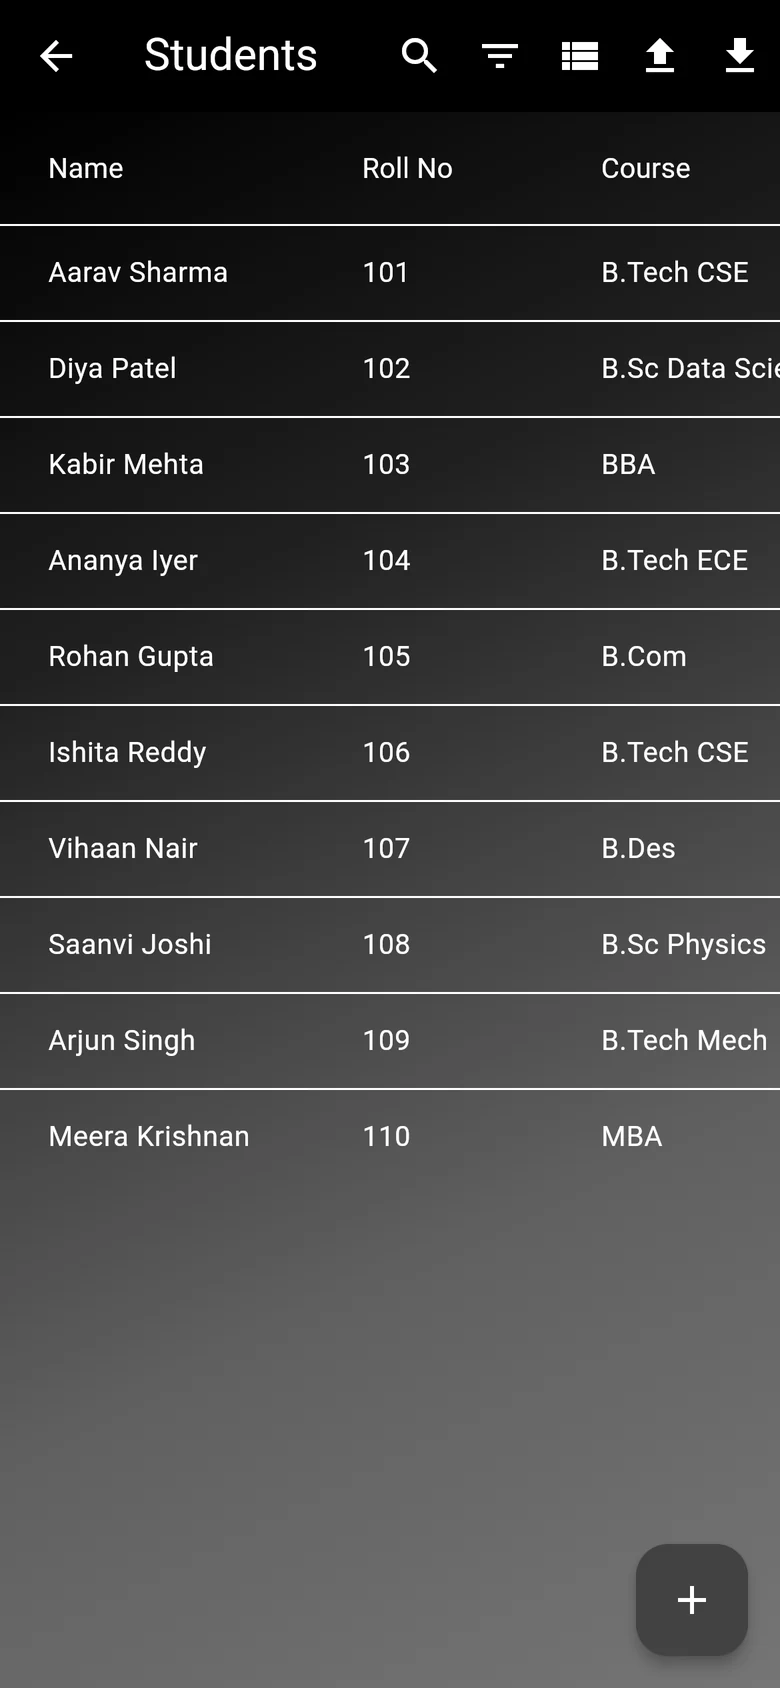 Students
Name Roll No Course
Aarav Sharma 101 B.Tech CSE
Diya Patel 102 B.Sc Data
Kabir Mehta 103 BBA
Ananya Iyer 104 B.Tech ECE
Rohan Gupta 105 B.Com
Ishita Reddy 106 B.Tech CSE
Vihaan Nair 107 B.Des
Saanvi Joshi 108 B.Sc Physics
Arjun Singh 109 B.Tech Mech
Meera Krishnan 110 MBA